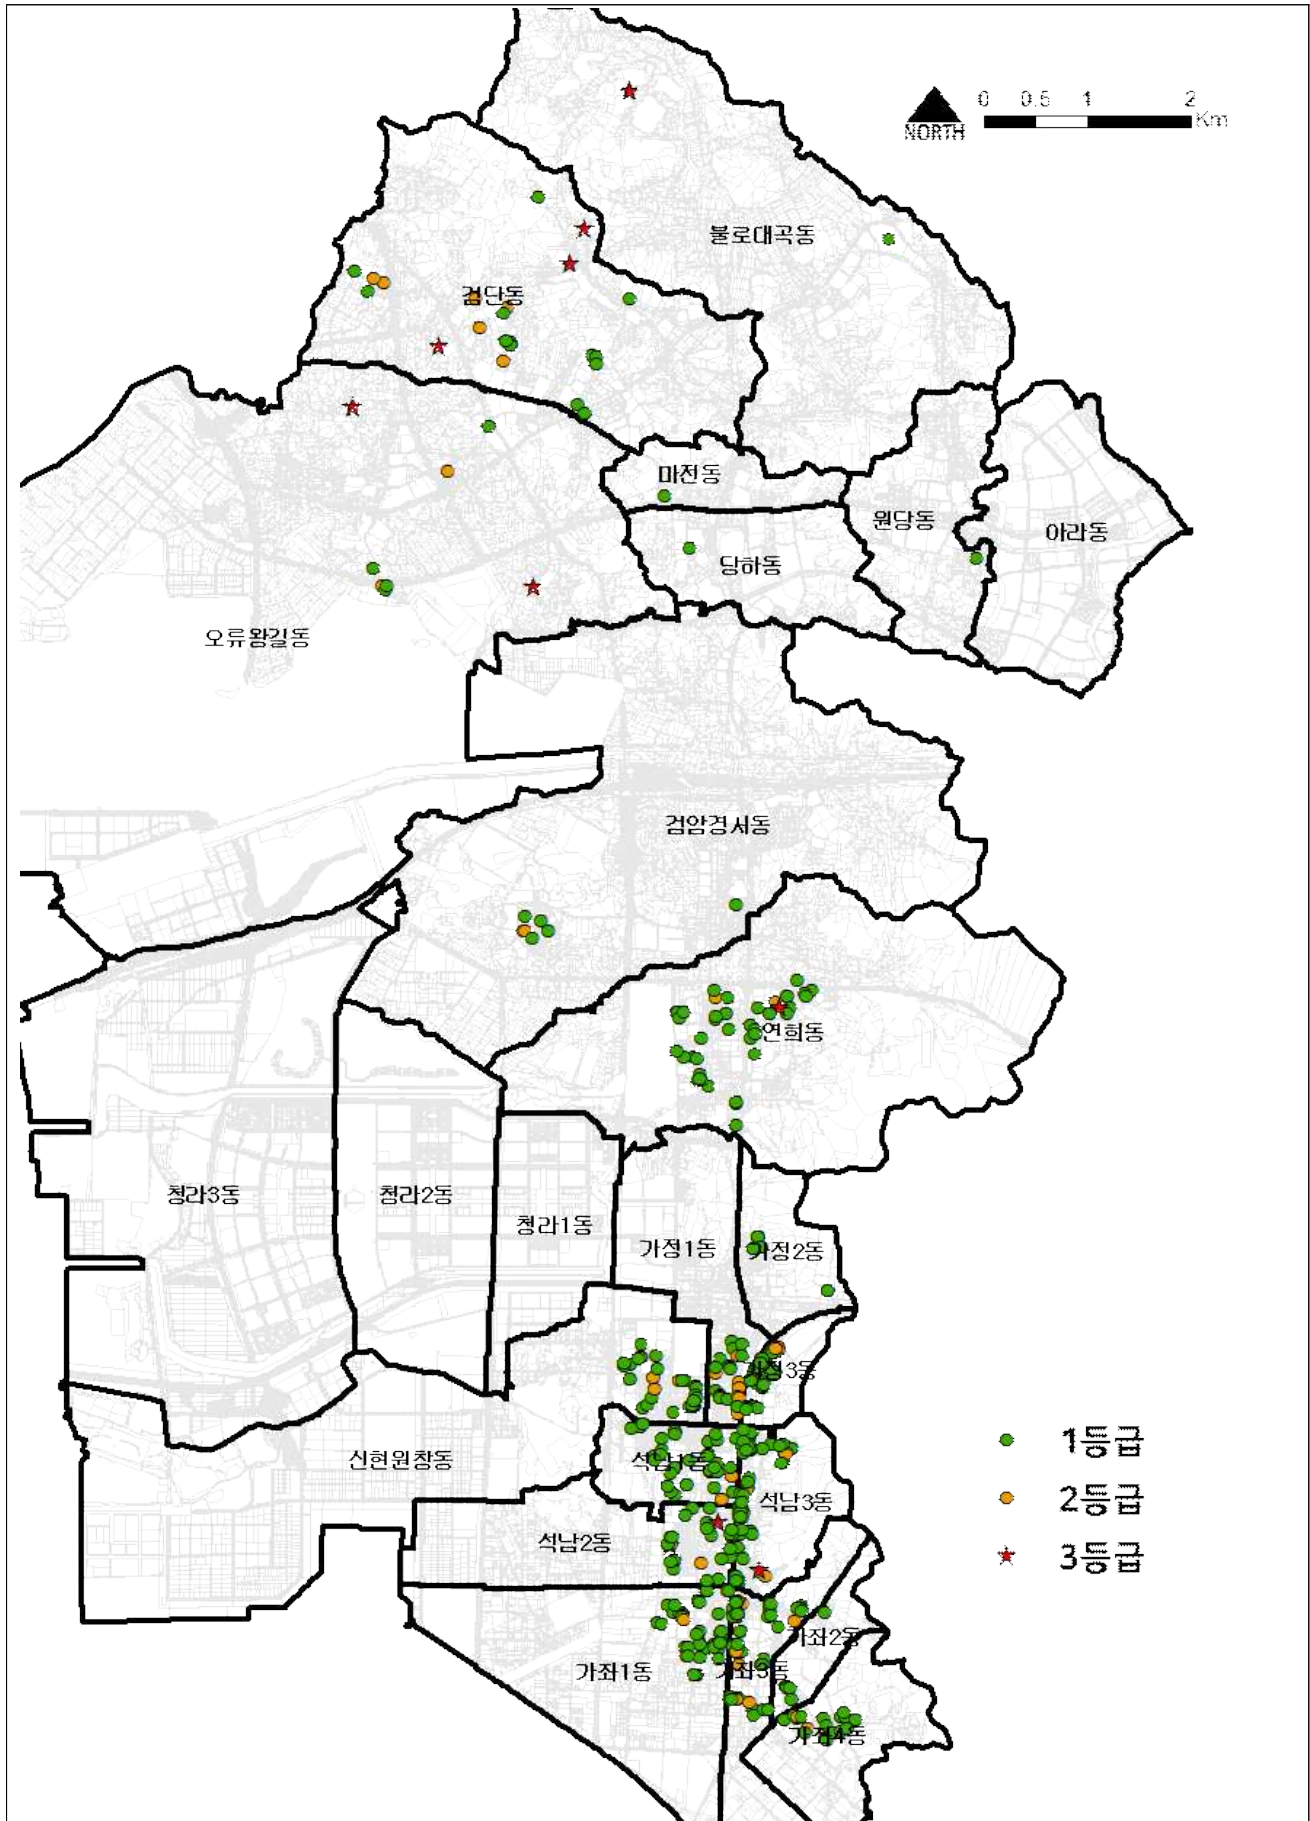 0 0.5 1 2
Km
NORTH
불로대곡동
검단동
마전동
원당동
아라동
당하동
오류왕길동
검암경서동
연희동
청라3동
청라2동
청라1동
가정1동
가정2동
가정3동
신현원창동
석남1동
석남3동
석남2동
가좌2동
가좌1동
가좌3동
가좌4동
1등급
2등급
3등급